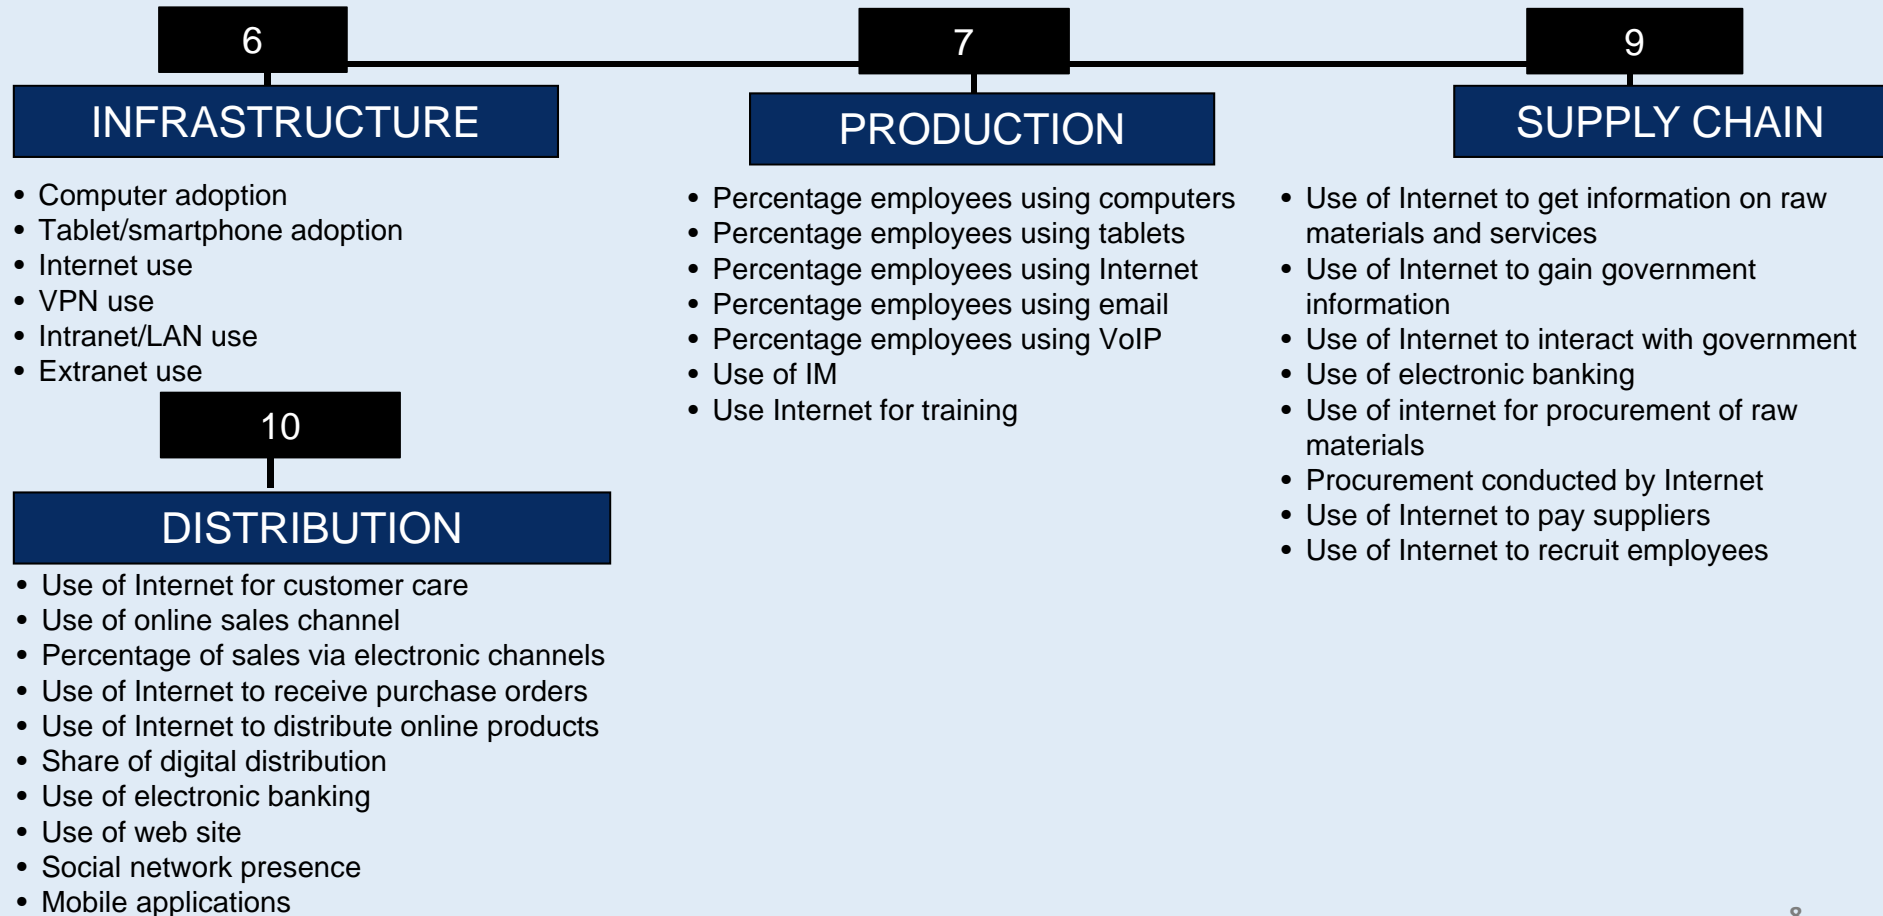 6
INFRASTRUCTURE
• Computer adoption
• Tablet/smartphone adoption
• Internet use
• VPN use
• Intranet/LAN use
• Extranet use
7
PRODUCTION
• Percentage employees using computers
• Percentage employees using tablets
• Percentage employees using Internet
• Percentage employees using email
• Percentage employees using VoIP
• Use of IM
• Use Internet for training
9
SUPPLY CHAIN
• Use of Internet to get information on raw
materials and services
• Use of Internet to gain government
information
• Use of Internet to interact with government
• Use of electronic banking
• Use of internet for procurement of raw
materials
• Procurement conducted by Internet
• Use of Internet to pay suppliers
• Use of Internet to recruit employees
10
DISTRIBUTION
• Use of Internet for customer care
• Use of online sales channel
• Percentage of sales via electronic channels
• Use of Internet to receive purchase orders
• Use of Internet to distribute online products
• Share of digital distribution
• Use of electronic banking
• Use of web site
• Social network presence
• Mobile applications
8